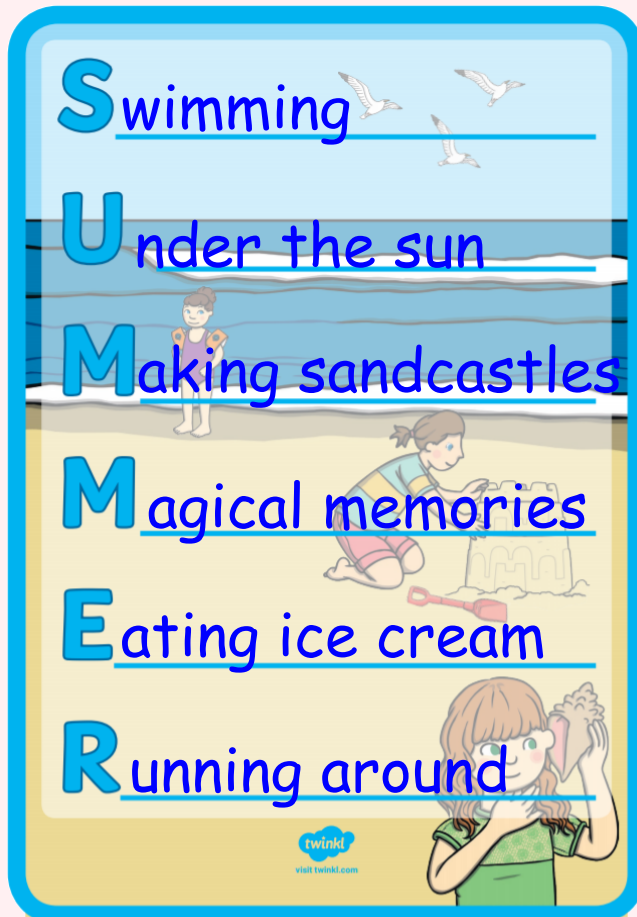 Swimming
Under the sun
Making sandcastles
Magical memories
Eating ice cream
Running around
twinkl
visit twinkl.com